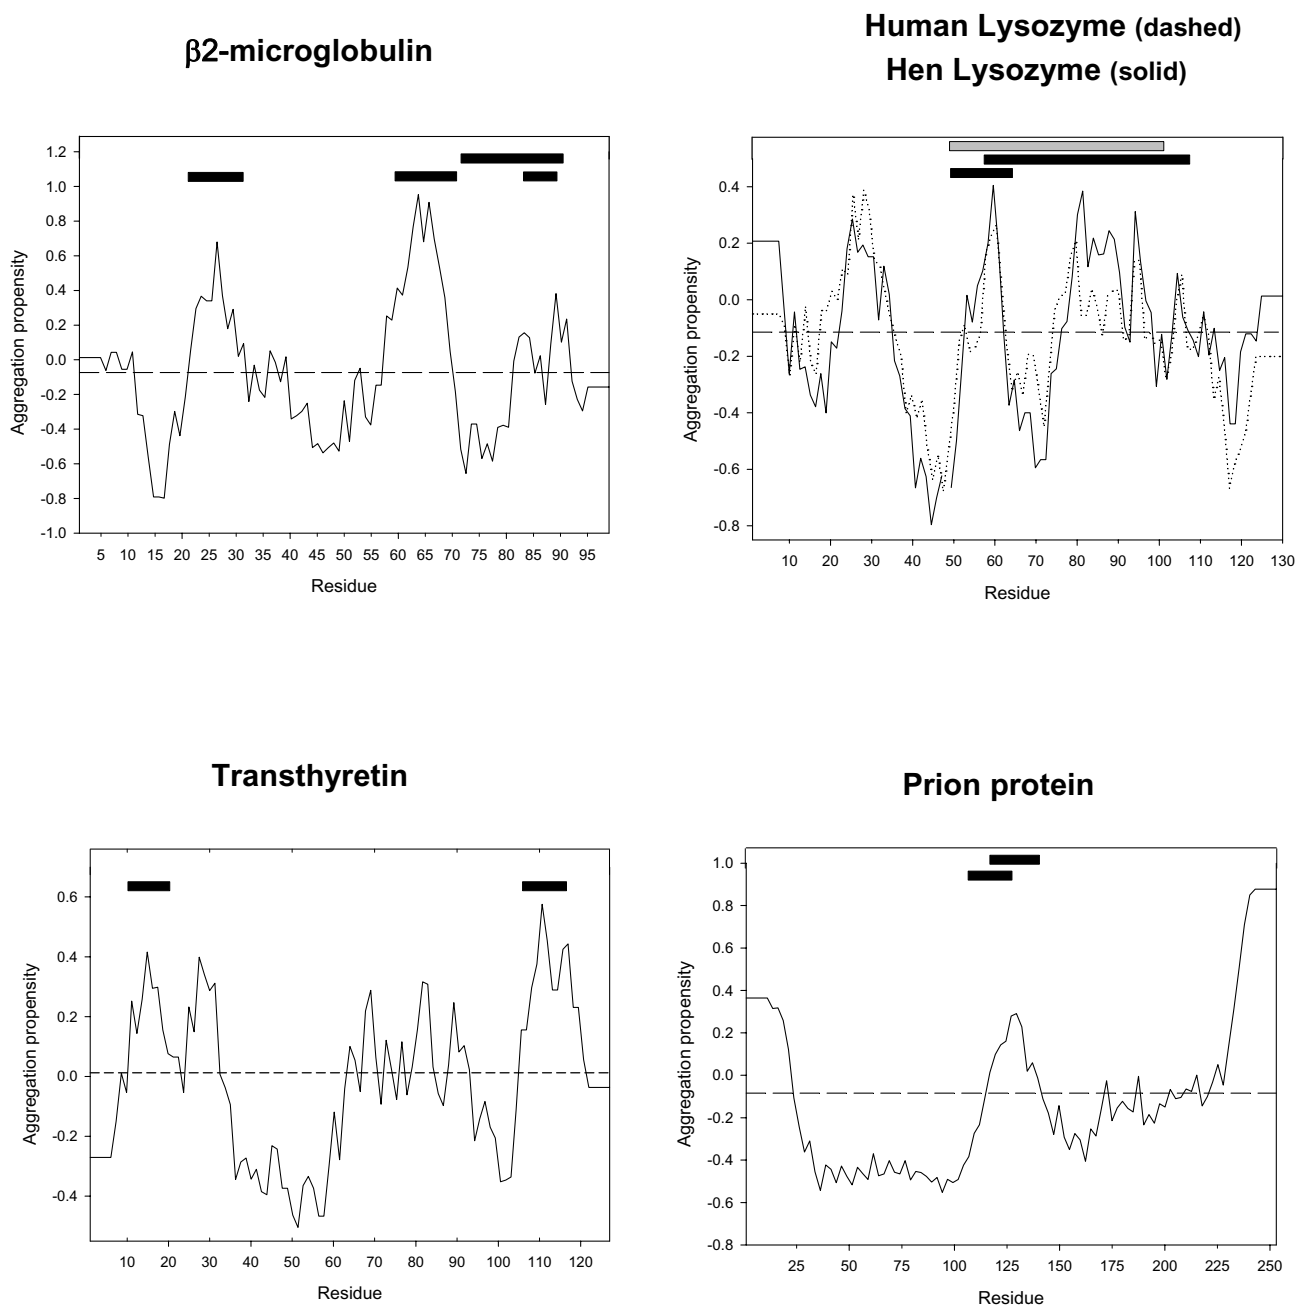 β2-microglobulin
Aggregation propensity
1.2
1.0
0.8
0.6
0.4
0.2
0.0
-0.2
-0.4
-0.6
-0.8
-1.0
5 10 15 20 25 30 35 40 45 50 55 60 65 70 75 80 85 90 95
Residue
Human Lysozyme (dashed)
Hen Lysozyme (solid)
Aggregation propensity
0.4
0.2
0.0
-0.2
-0.4
-0.6
-0.8
10 20 30 40 50 60 70 80 90 100 110 120 130
Residue
Transthyretin
Aggregation propensity
0.6
0.4
0.2
0.0
-0.2
-0.4
10 20 30 40 50 60 70 80 90 100 110 120
Residue
Prion protein
Aggregation propensity
1.0
0.8
0.6
0.4
0.2
0.0
-0.2
-0.4
-0.6
-0.8
25 50 75 100 125 150 175 200 225 250
Residue